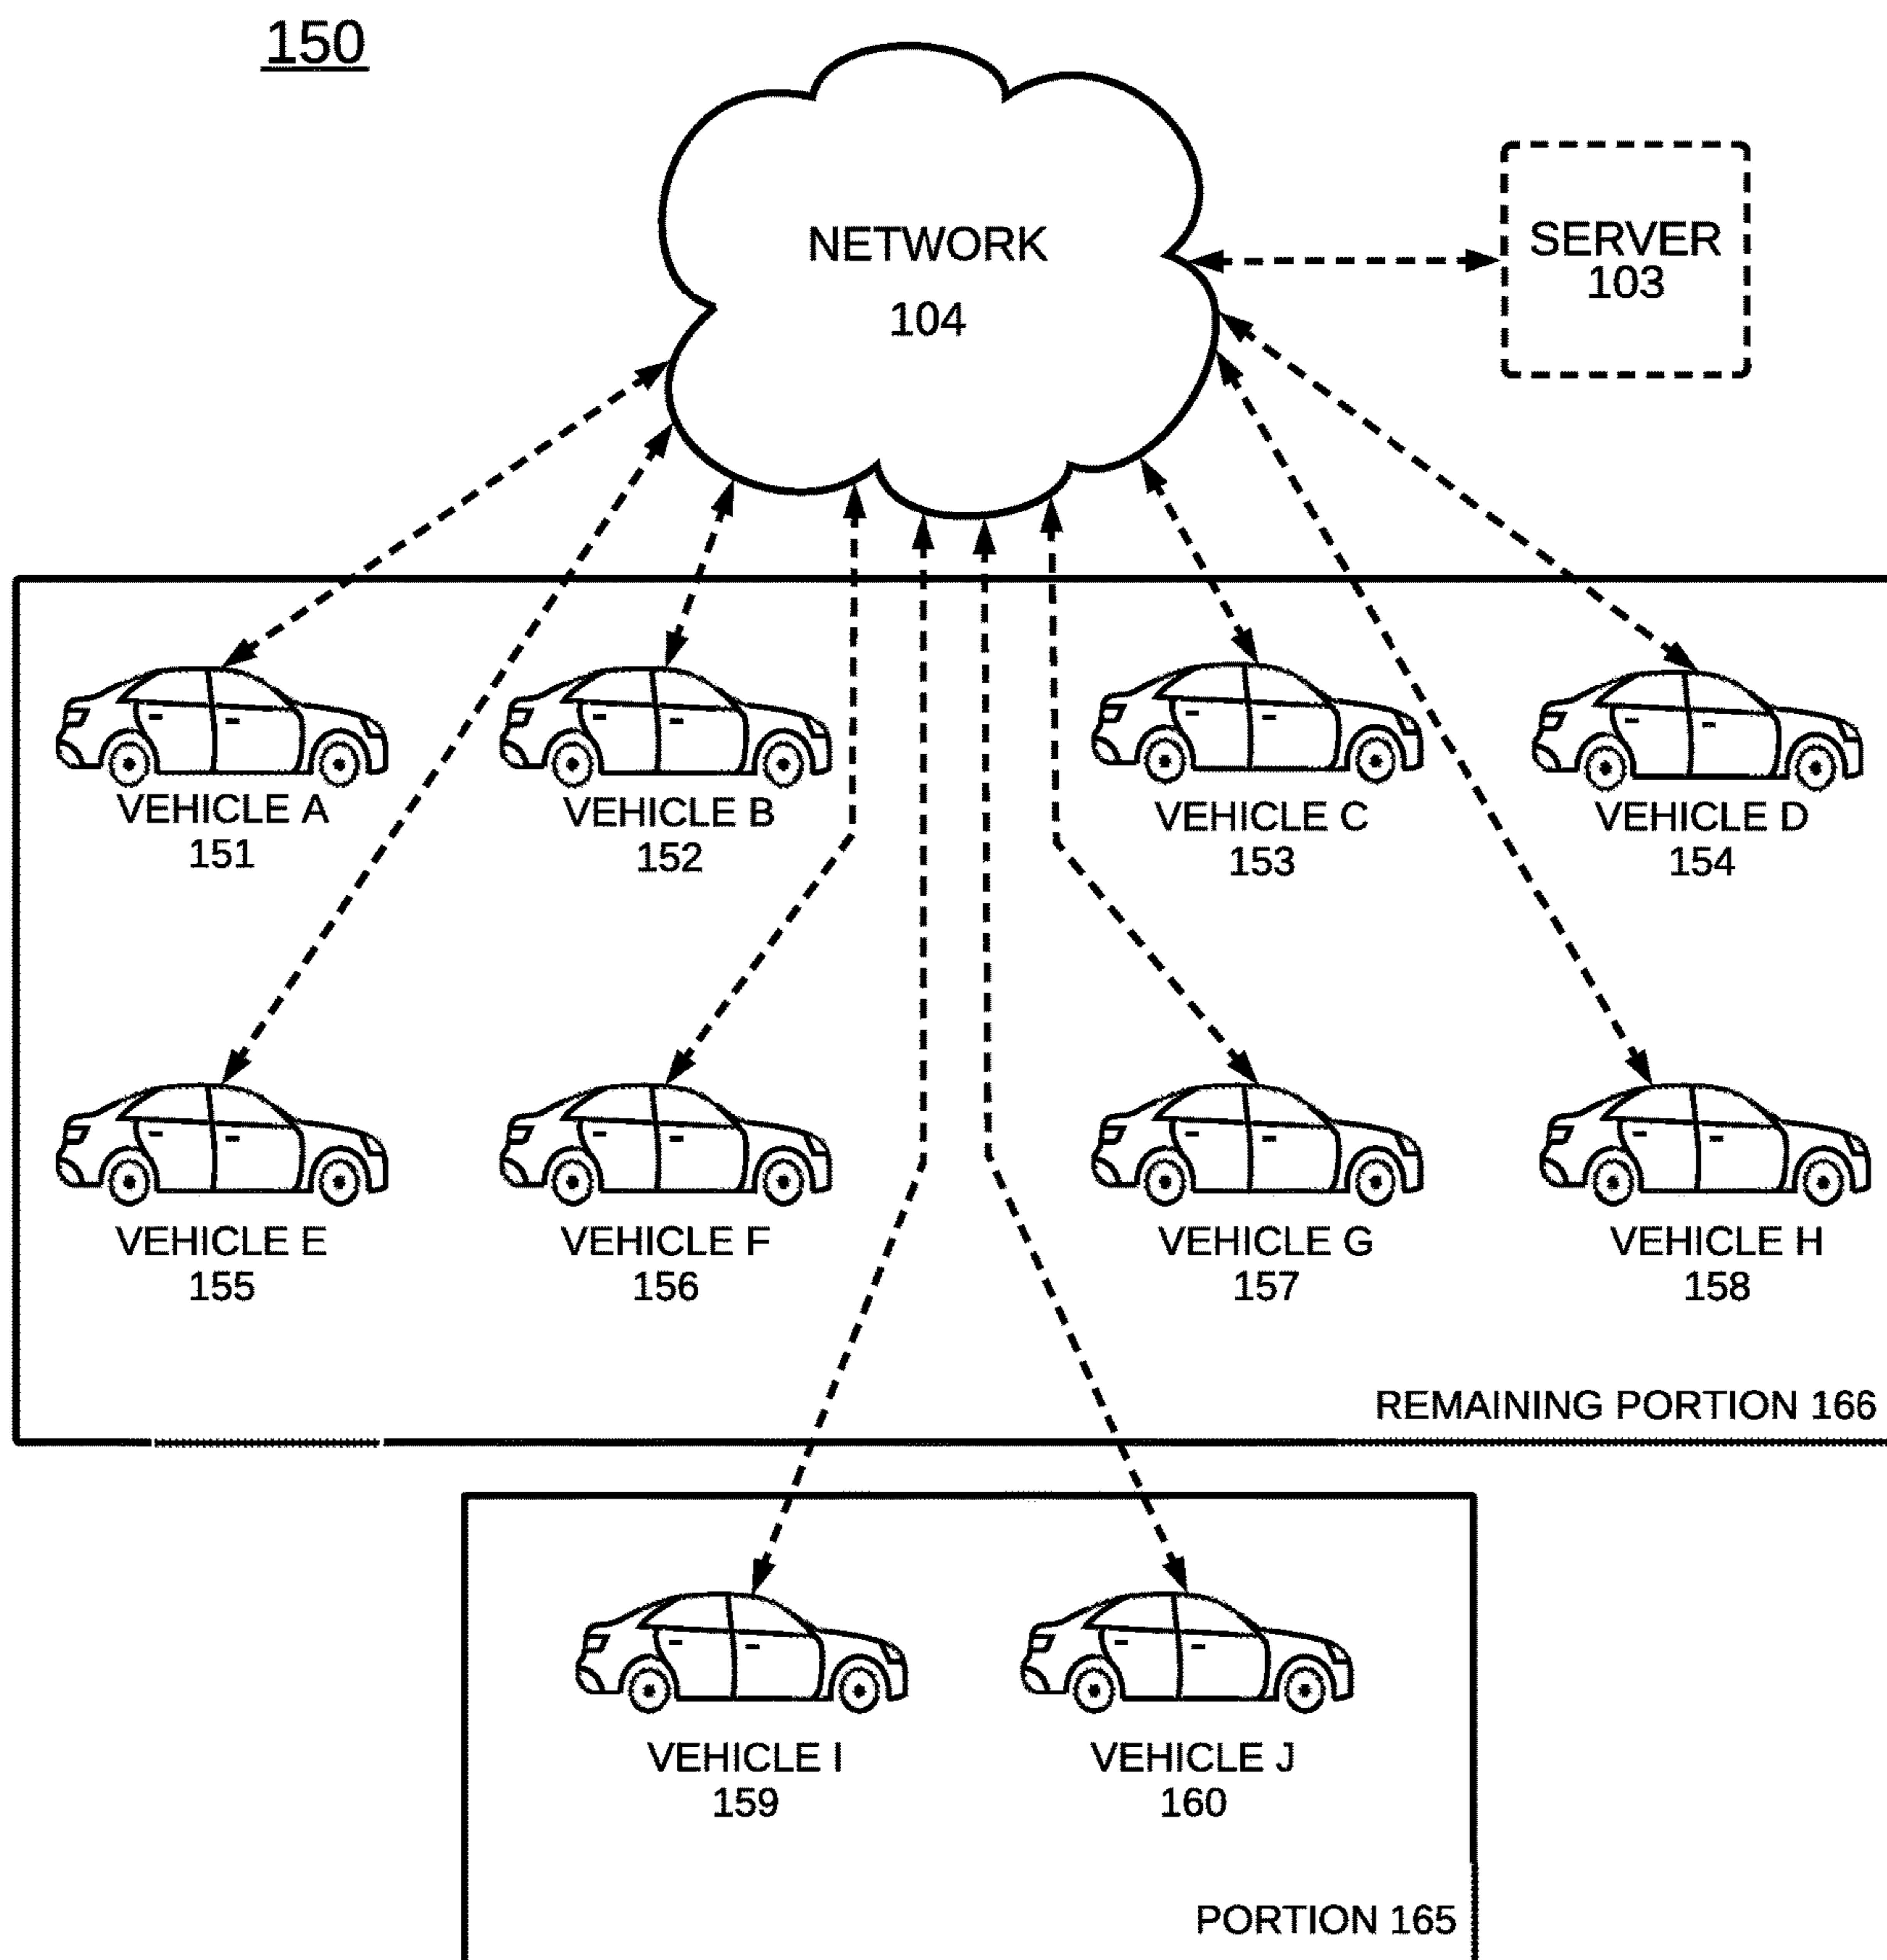 150
NETWORK
104
SERVER
103
VEHICLE A
151
VEHICLE B
152
VEHICLE C
153
VEHICLE D
154
VEHICLE E
155
VEHICLE F
156
VEHICLE G
157
VEHICLE H
158
REMAINING PORTION 166
VEHICLE I
159
VEHICLE J
160
PORTION 165